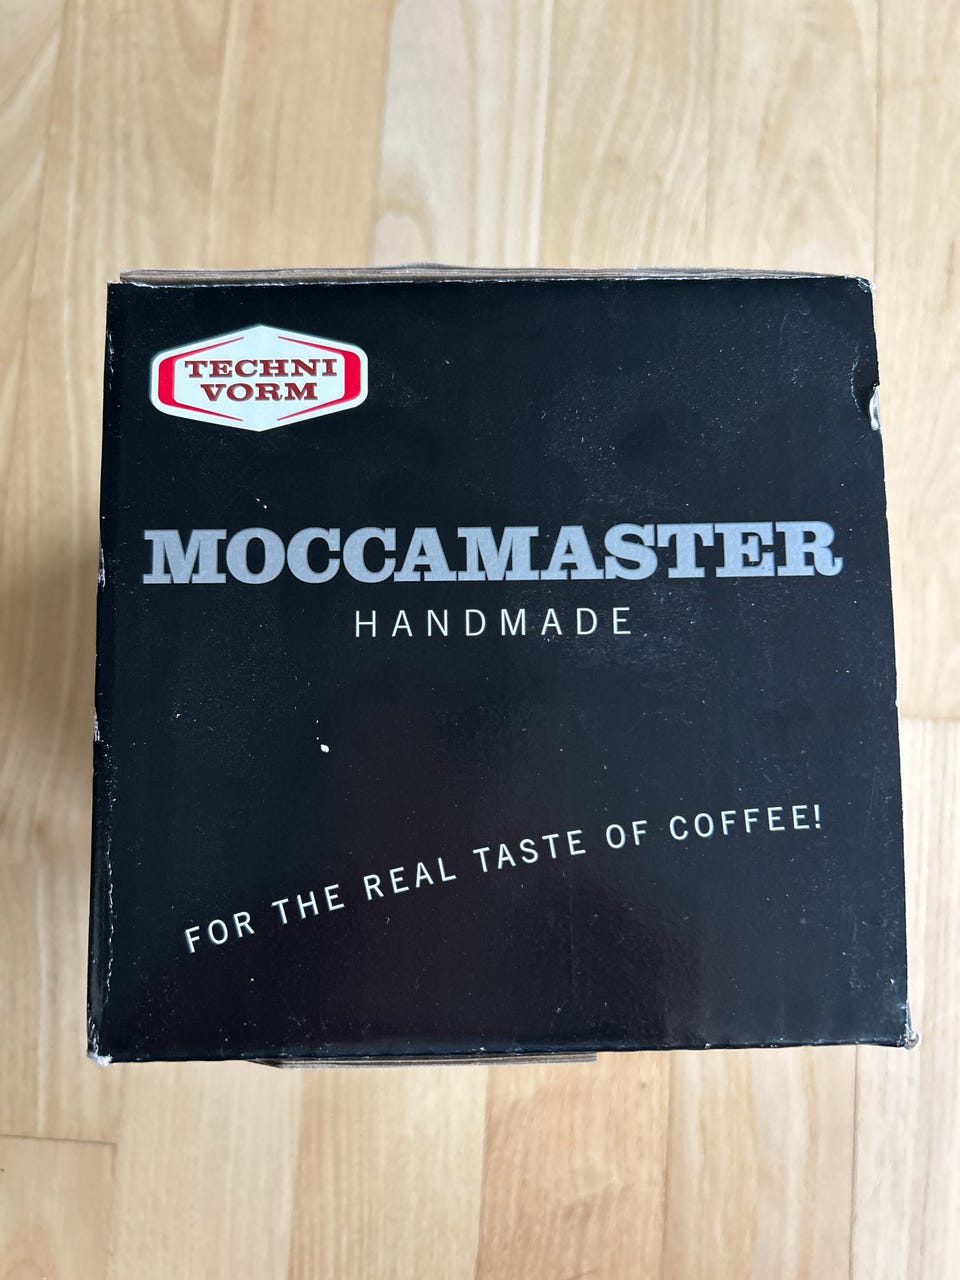 TECHNI
VORM
MOCCAMASTER
HANDMADE
FOR THE REAL TASTE OF COFFEE!